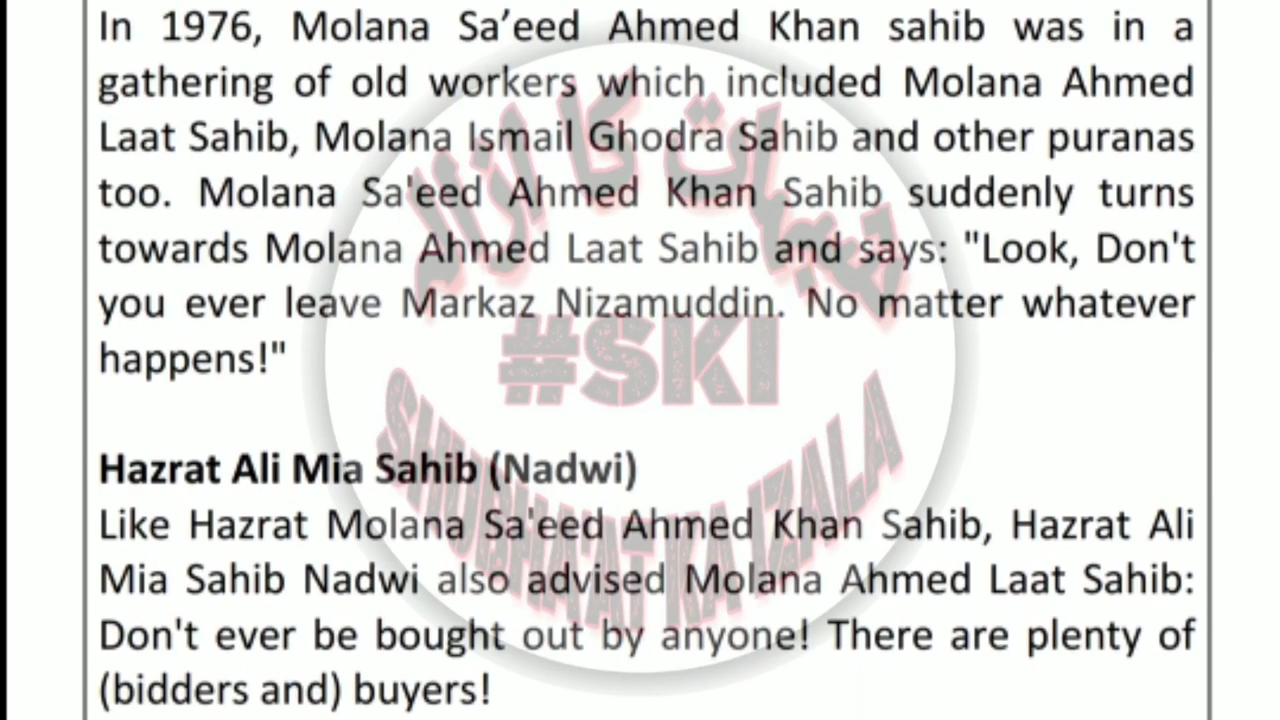 In 1976, Molana Sa’eed Ahmed Khan sahib was in a
gathering of old workers which included Molana Ahmed
Laat Sahib, Molana Ismail Ghodra Sahib and other puranas
too. Molana Sa'eed Ahmed Khan Sahib suddenly turns
towards Molana Ahmed Laat Sahib and says: "Look, Don't
you ever leave Markaz Nizamuddin. No matter whatever
happens!"
Hazrat Ali Mia Sahib (Nadwi)
Like Hazrat Molana Sa'eed Ahmed Khan Sahib, Hazrat Ali
Mia Sahib Nadwi also advised Molana Ahmed Laat Sahib:
Don't ever be bought out by anyone! There are plenty of
(bidders and) buyers!
شبہات کا ازالہ
#SKI
SHUBHAAT KA IZALA